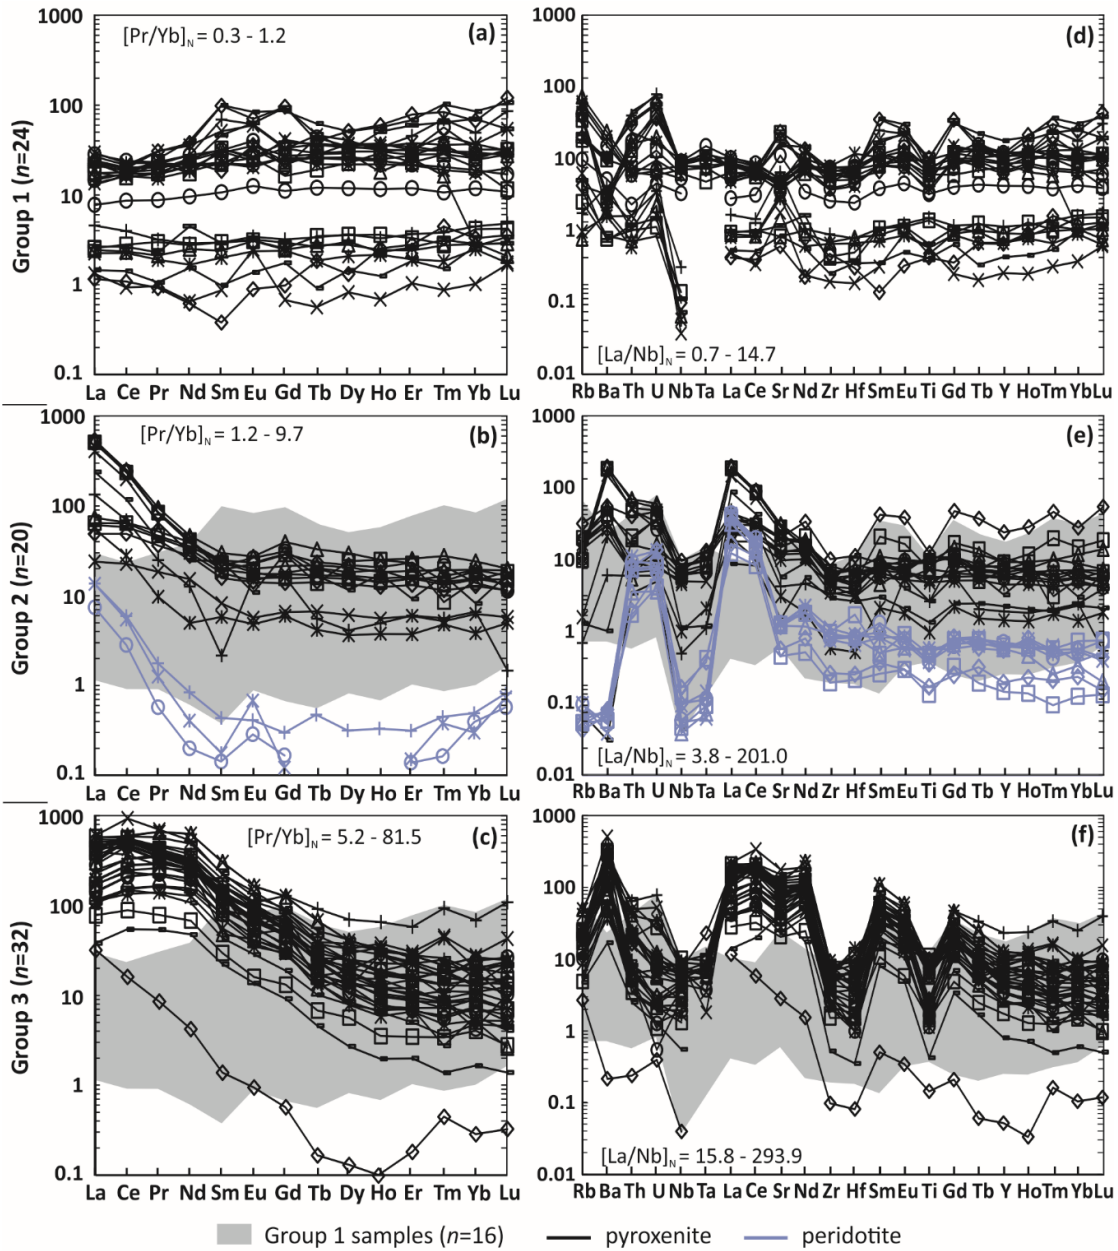 Group 1 (n=24)
1000
100
10
1
0.1
[Pr/Yb]N = 0.3 - 1.2
(a)
La Ce Pr Nd Sm Eu Gd Tb Dy Ho Er Tm Yb Lu
1000
100
10
1
0.1
0.01
(d)
[La/Nb]N = 0.7 - 14.7
Rb Ba Th U Nb Ta La Ce Sr Nd Zr Hf Sm Eu Ti Gd Tb Y Ho Tm Yb Lu
Group 2 (n=20)
1000
100
10
1
0.1
[Pr/Yb]N = 1.2 - 9.7
(b)
La Ce Pr Nd Sm Eu Gd Tb Dy Ho Er Tm Yb Lu
1000
100
10
1
0.1
0.01
(e)
[La/Nb]N = 3.8 - 201.0
Rb Ba Th U Nb Ta La Ce Sr Nd Zr Hf Sm Eu Ti Gd Tb Y Ho Tm Yb Lu
Group 3 (n=32)
1000
100
10
1
0.1
[Pr/Yb]N = 5.2 - 81.5
(c)
La Ce Pr Nd Sm Eu Gd Tb Dy Ho Er Tm Yb Lu
1000
100
10
1
0.1
0.01
(f)
[La/Nb]N = 15.8 - 293.9
Rb Ba Th U Nb Ta La Ce Sr Nd Zr Hf Sm Eu Ti Gd Tb Y Ho Tm Yb Lu
Group 1 samples (n=16) pyroxenite peridotite